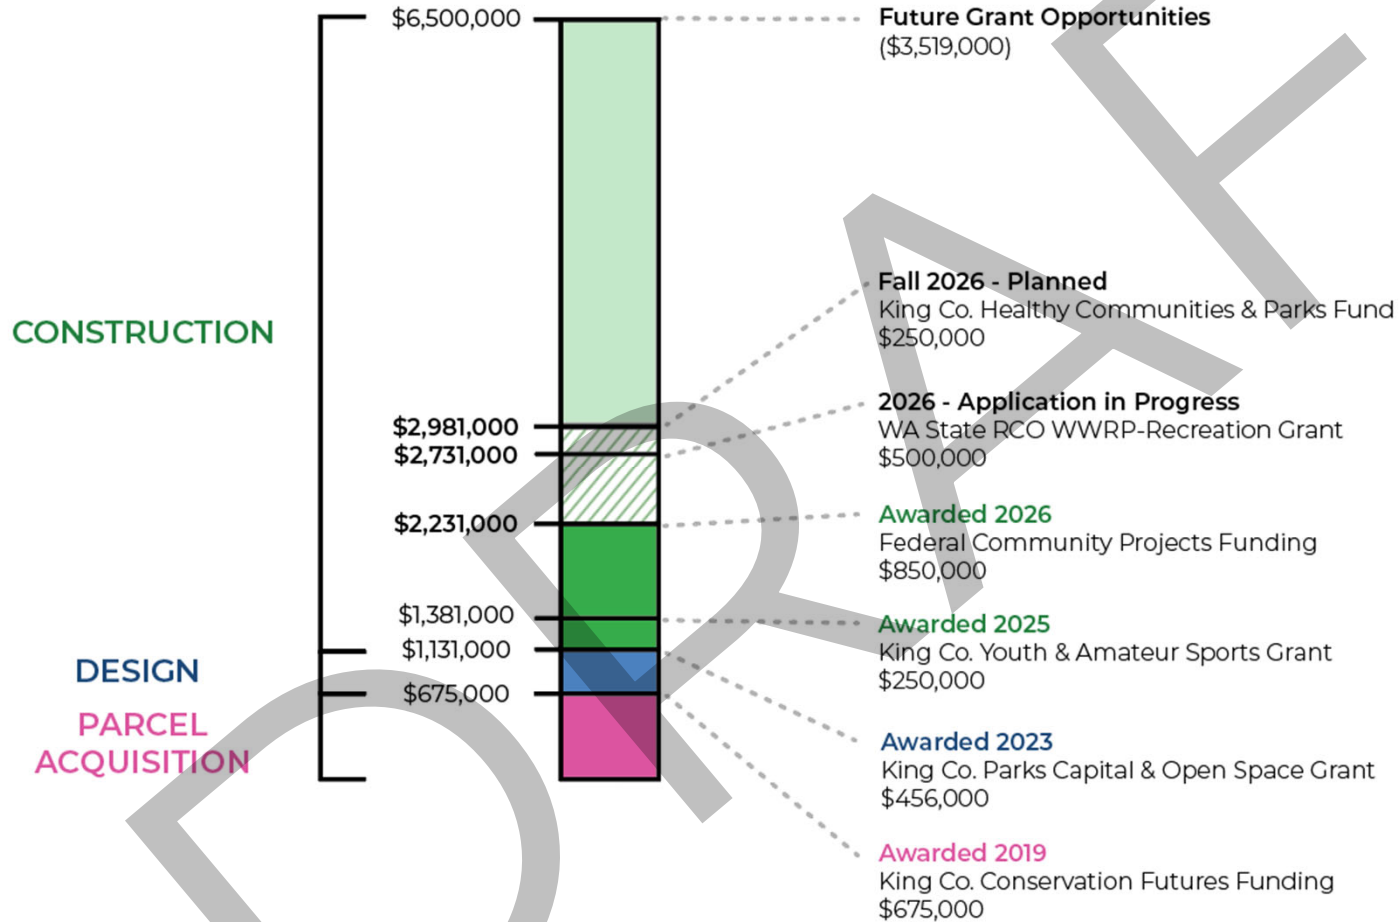 $6,500,000
Future Grant Opportunities
($3,519,000)
CONSTRUCTION
Fall 2026 - Planned
King Co. Healthy Communities & Parks Fund
$250,000
2026 - Application in Progress
WA State RCO WWRP-Recreation Grant
$500,000
$2,981,000
$2,731,000
$2,231,000
Awarded 2026
Federal Community Projects Funding
$850,000
$1,381,000
Awarded 2025
King Co. Youth & Amateur Sports Grant
$250,000
$1,131,000
DESIGN
$675,000
PARCEL
ACQUISITION
Awarded 2023
King Co. Parks Capital & Open Space Grant
$456,000
Awarded 2019
King Co. Conservation Futures Funding
$675,000
DRAF